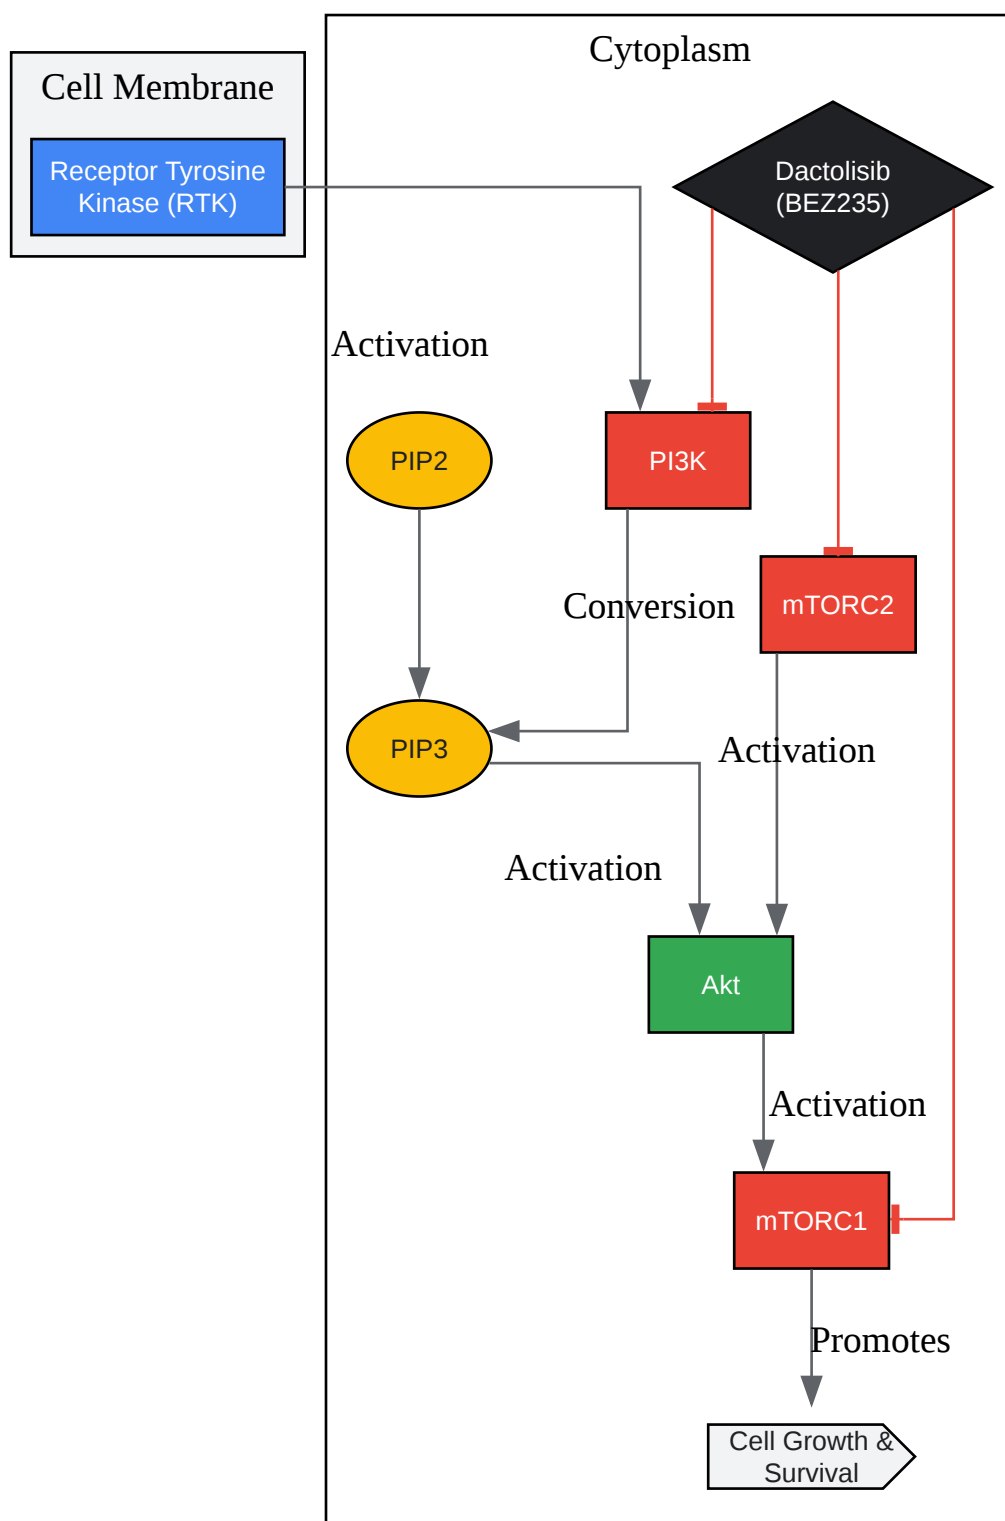 Cytoplasm
Cell Membrane
Receptor Tyrosine
Kinase (RTK)
Dactolisib
(BEZ235)
Activation
PIP2
PI3K
Conversion
mTORC2
PIP3
Activation
Activation
Akt
Activation
mTORC1
Promotes
Cell Growth &
Survival